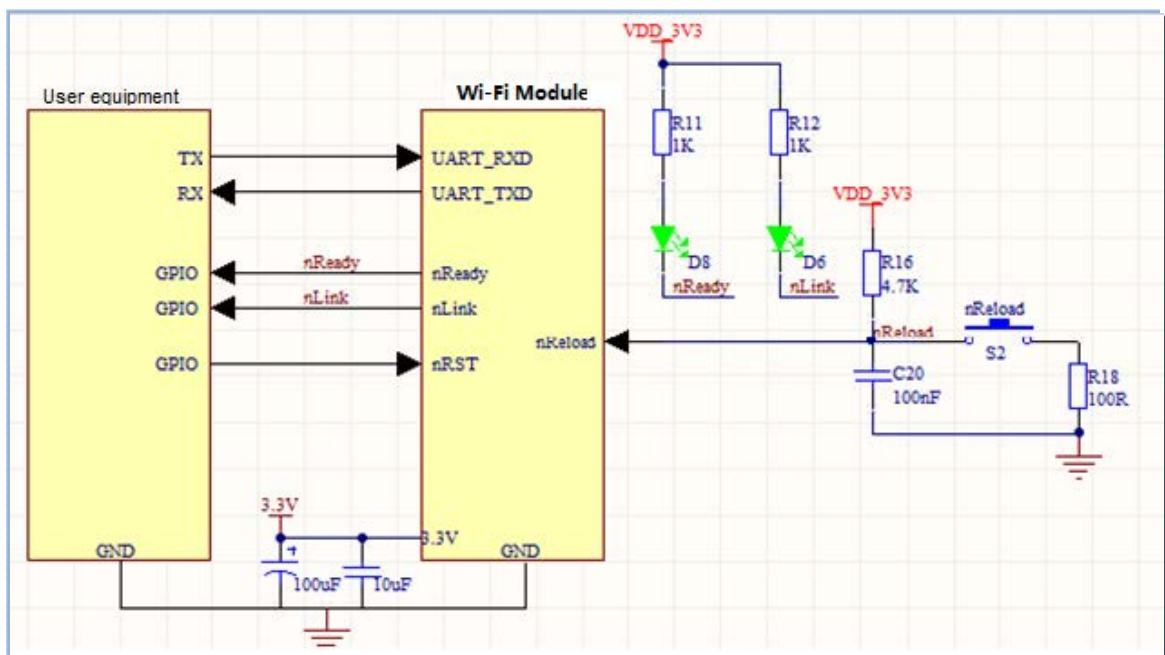 VDD_3V3
User equipment
Wi-Fi Module
R11
1K
R12
1K
TX
UART_RXD
RX
UART_TXD
VDD_3V3
D8
D6
R16
4.7K
GPIO
nReady
nReady
nReady
nLink
GPIO
nLink
nLink
nReload
nReload
nReload
S2
GPIO
nRST
C20
100nF
R18
100R
3.3V
3.3V
GND
GND
100uF
10uF